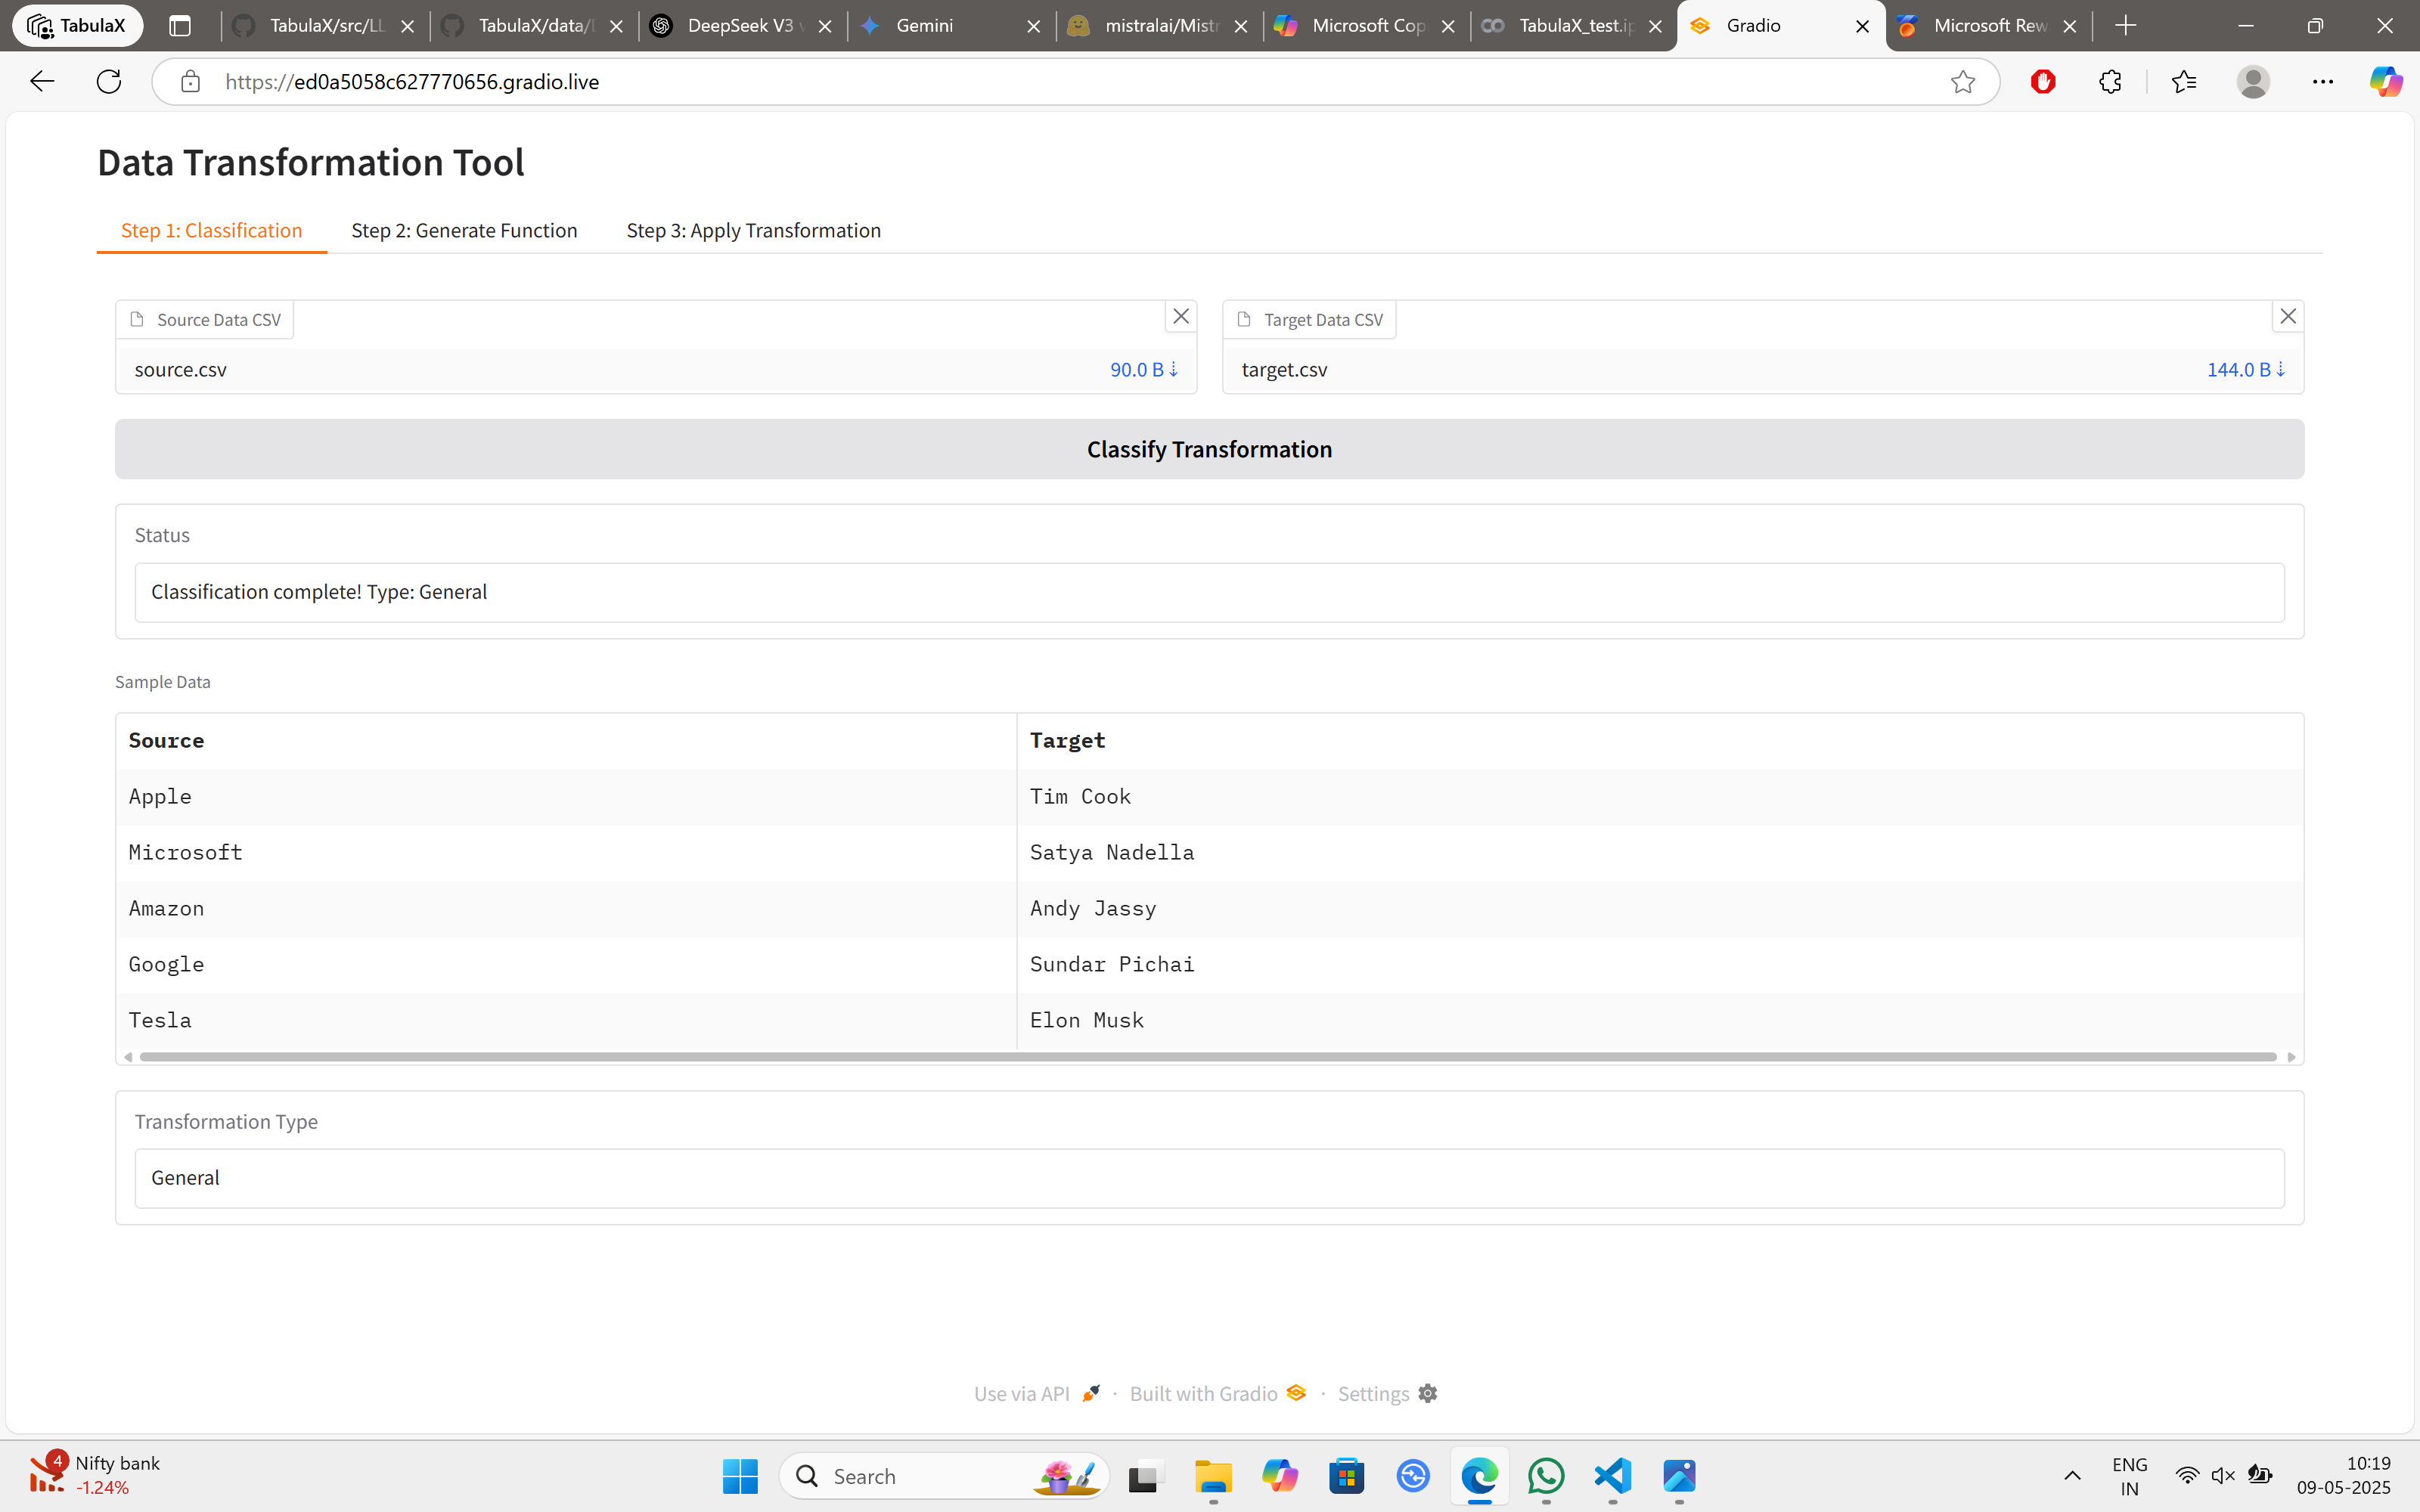 TabulaX
TabulaX/src/LL
TabulaX/data/
DeepSeek V3
Gemini
mistralai/Mistr
Microsoft Cop
TabulaX_test.ip
Gradio
Microsoft Rew
https://ed0a5058c627770656.gradio.live
Data Transformation Tool
Step 1: Classification
Step 2: Generate Function
Step 3: Apply Transformation
Source Data CSV
source.csv
90.0 B ⇣
Target Data CSV
target.csv
144.0 B ⇣
Classify Transformation
Status
Classification complete! Type: General
Sample Data
Source Target
Apple Tim Cook
Microsoft Satya Nadella
Amazon Andy Jassy
Google Sundar Pichai
Tesla Elon Musk
Transformation Type
General
Use via API · Built with Gradio · Settings
4
Nifty bank
-1.24%
Search
ENG
IN
10:19
09-05-2025